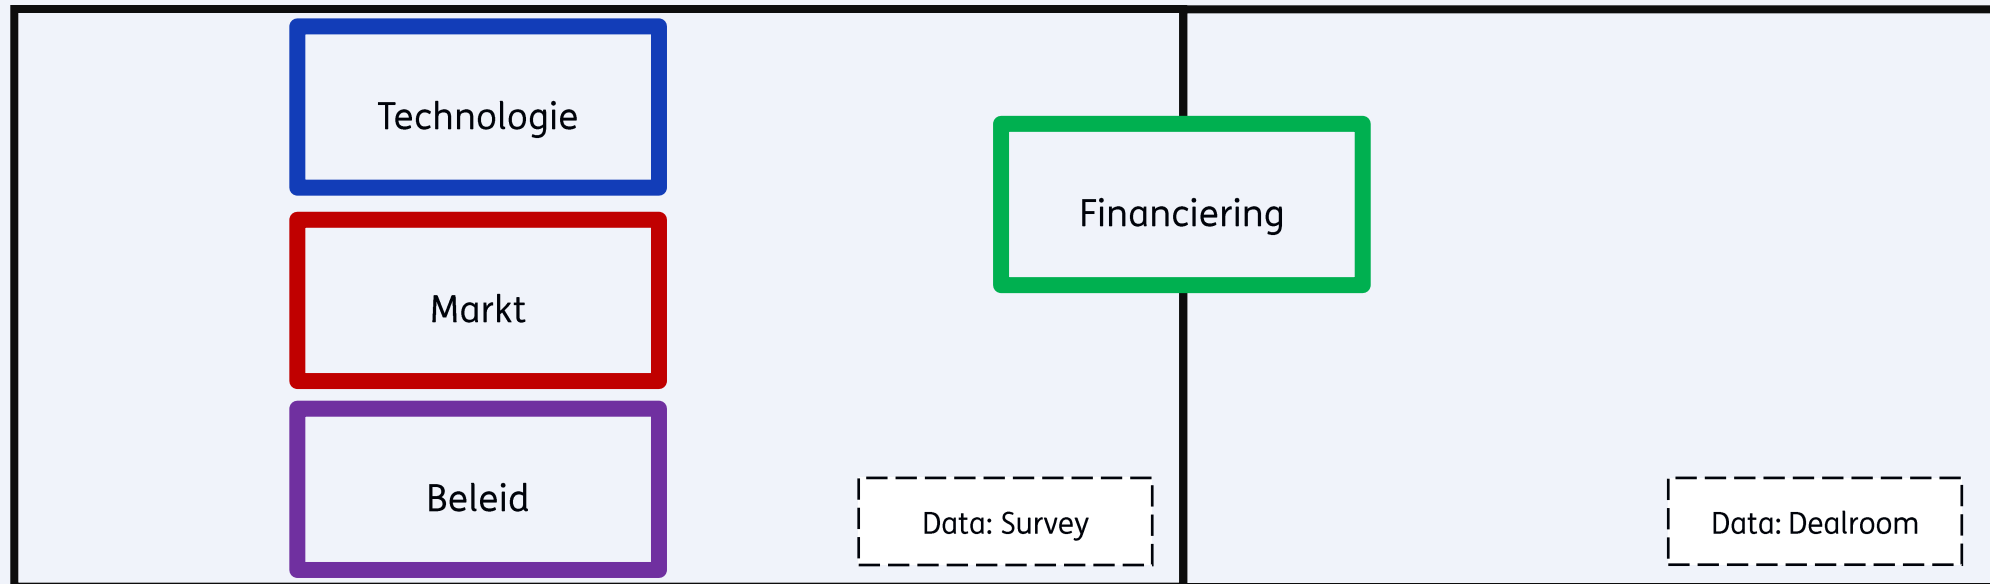 Technologie
Financiering
Markt
Beleid
Data: Survey
Data: Dealroom